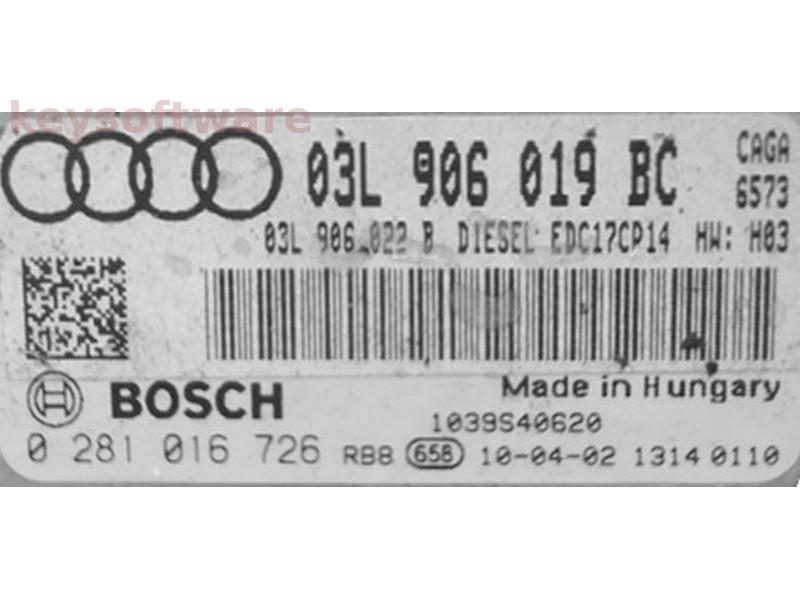 keysoftware
03L 906 019 BC CAGA
6573
03L 906 022 B DIESEL EDC17CP14 HW: H03
BOSCH Made in Hungary
1039S40620
0 281 016 726 RB8 658 10-04-02 1314 0110